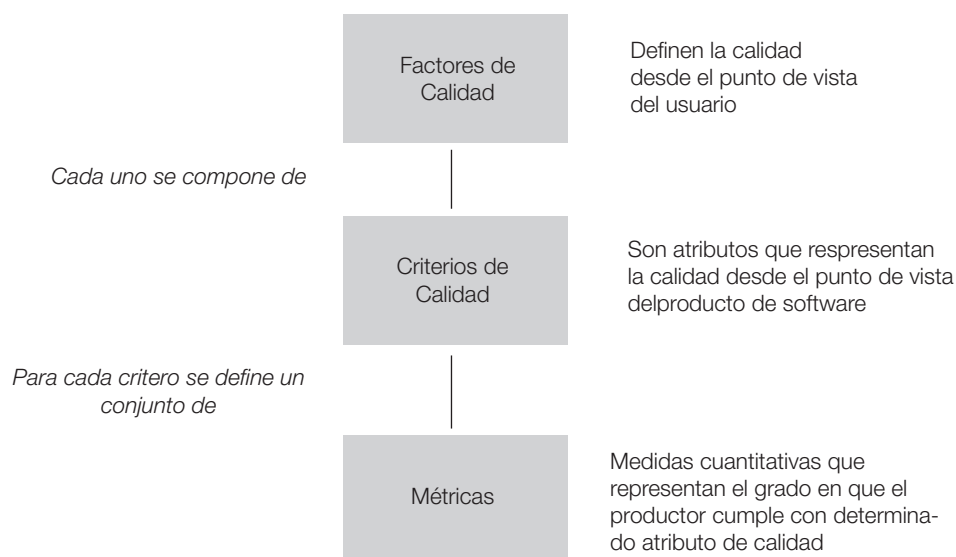 Factores de
Calidad
Definen la calidad
desde el punto de vista
del usuario
Cada uno se compone de
Criterios de
Calidad
Son atributos que respresentan
la calidad desde el punto de vista
delproducto de software
Para cada critero se define un
conjunto de
Métricas
Medidas cuantitativas que
representan el grado en que el
productor cumple con determina-
do atributo de calidad